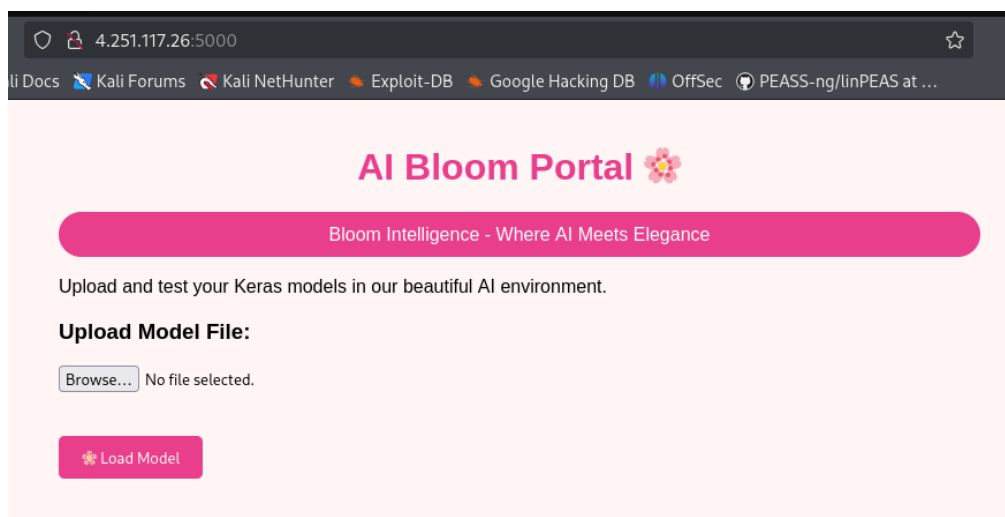 4.251.117.26:5000
li Docs Kali Forums Kali NetHunter Exploit-DB Google Hacking DB OffSec PEASS-ng/linPEAS at ...
AI Bloom Portal
Bloom Intelligence - Where AI Meets Elegance
Upload and test your Keras models in our beautiful AI environment.
Upload Model File:
Browse... No file selected.
Load Model